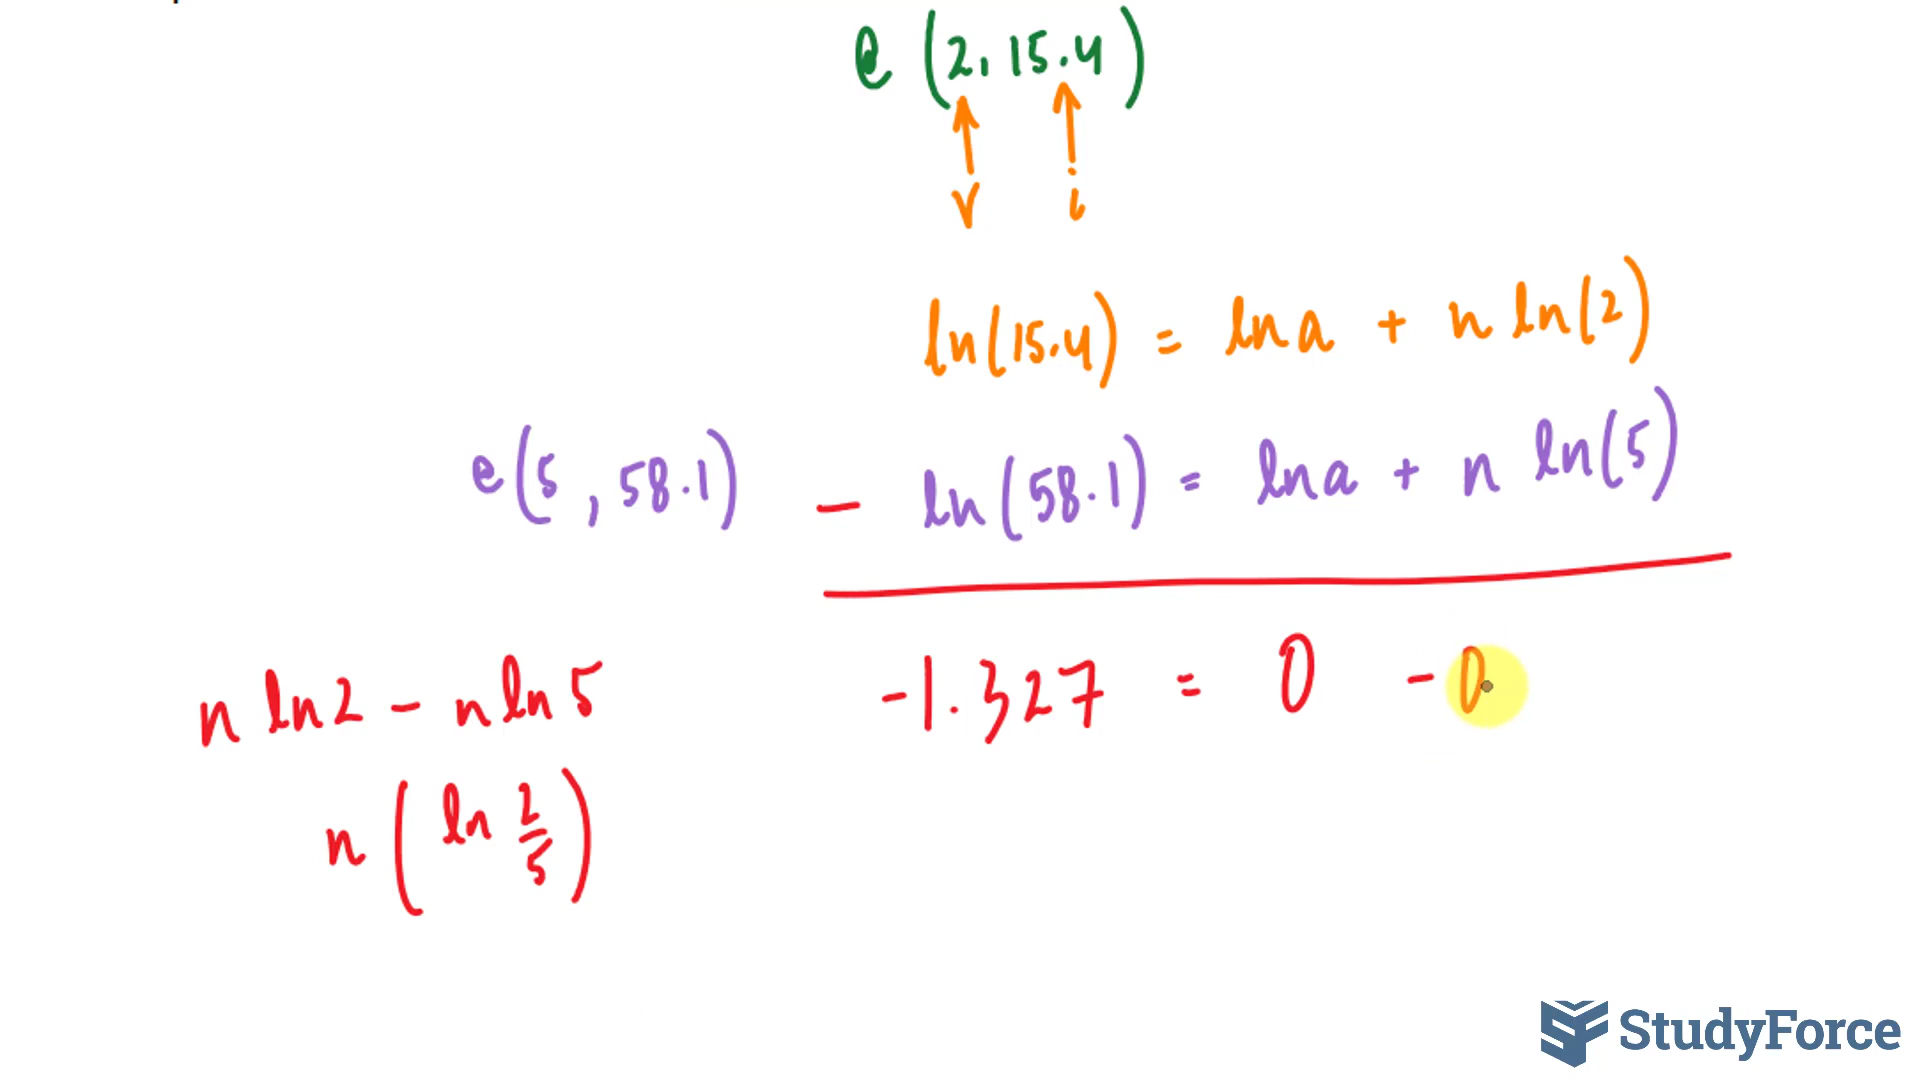 e (2, 15.4)
v i
ln(15.4) = ln a + n ln(2)
e(5, 58.1) - ln(58.1) = ln a + n ln(5)
n ln 2 - n ln 5
-1.327 = 0 - 0
n (ln 2/5)
StudyForce